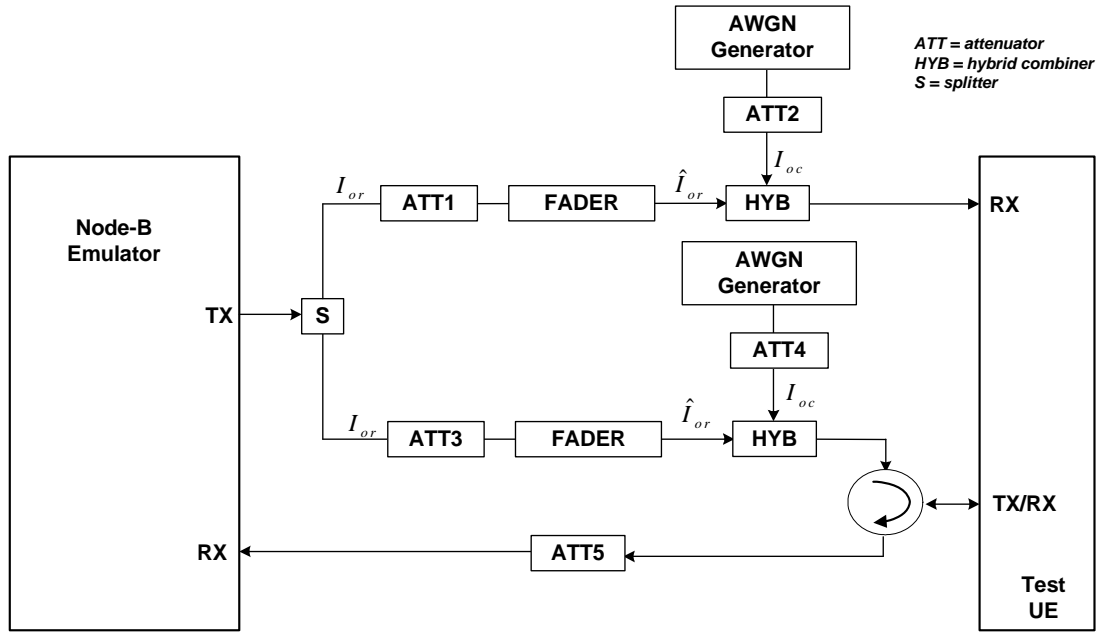 AWGN
Generator
ATT = attenuator
HYB = hybrid combiner
S = splitter
ATT2
I_oc
I_or
ATT1
FADER
Î_or
HYB
RX
Node-B
Emulator
AWGN
Generator
TX
S
ATT4
I_oc
I_or
ATT3
FADER
Î_or
HYB
TX/RX
RX
ATT5
Test
UE